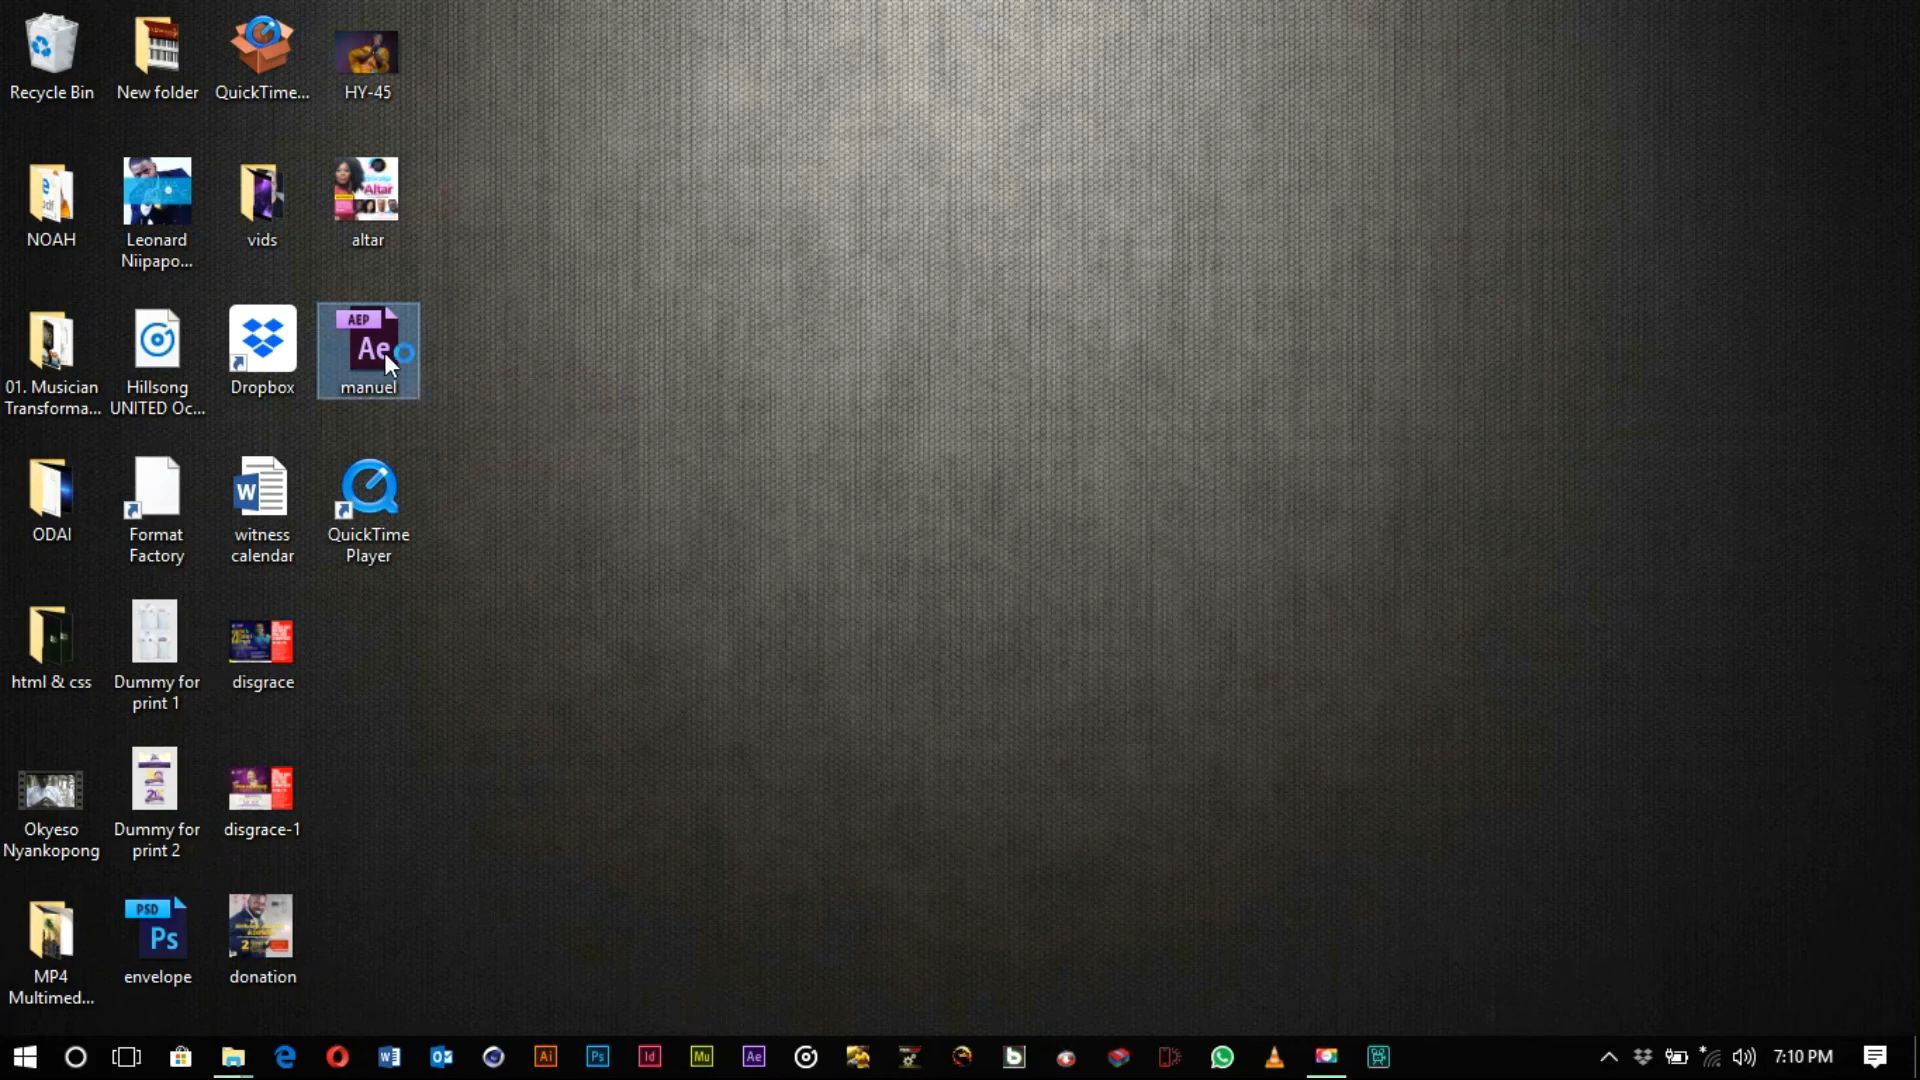 Recycle Bin
New folder
QuickTime...
HY-45
NOAH
Leonard
Niipapo...
vids
altar
Altar
pdf
01. Musician
Transforma...
Hillsong
UNITED Oc...
Dropbox
AEP
Ae
manuel
ODAI
Format
Factory
W
witness
calendar
QuickTime
Player
html & css
Dummy for
print 1
disgrace
Okyeso
Nyankopong
Dummy for
print 2
disgrace-1
MP4
Multimed...
PSD
Ps
envelope
2
donation
Ai
Ps
Id
Mu
Ae
7:10 PM